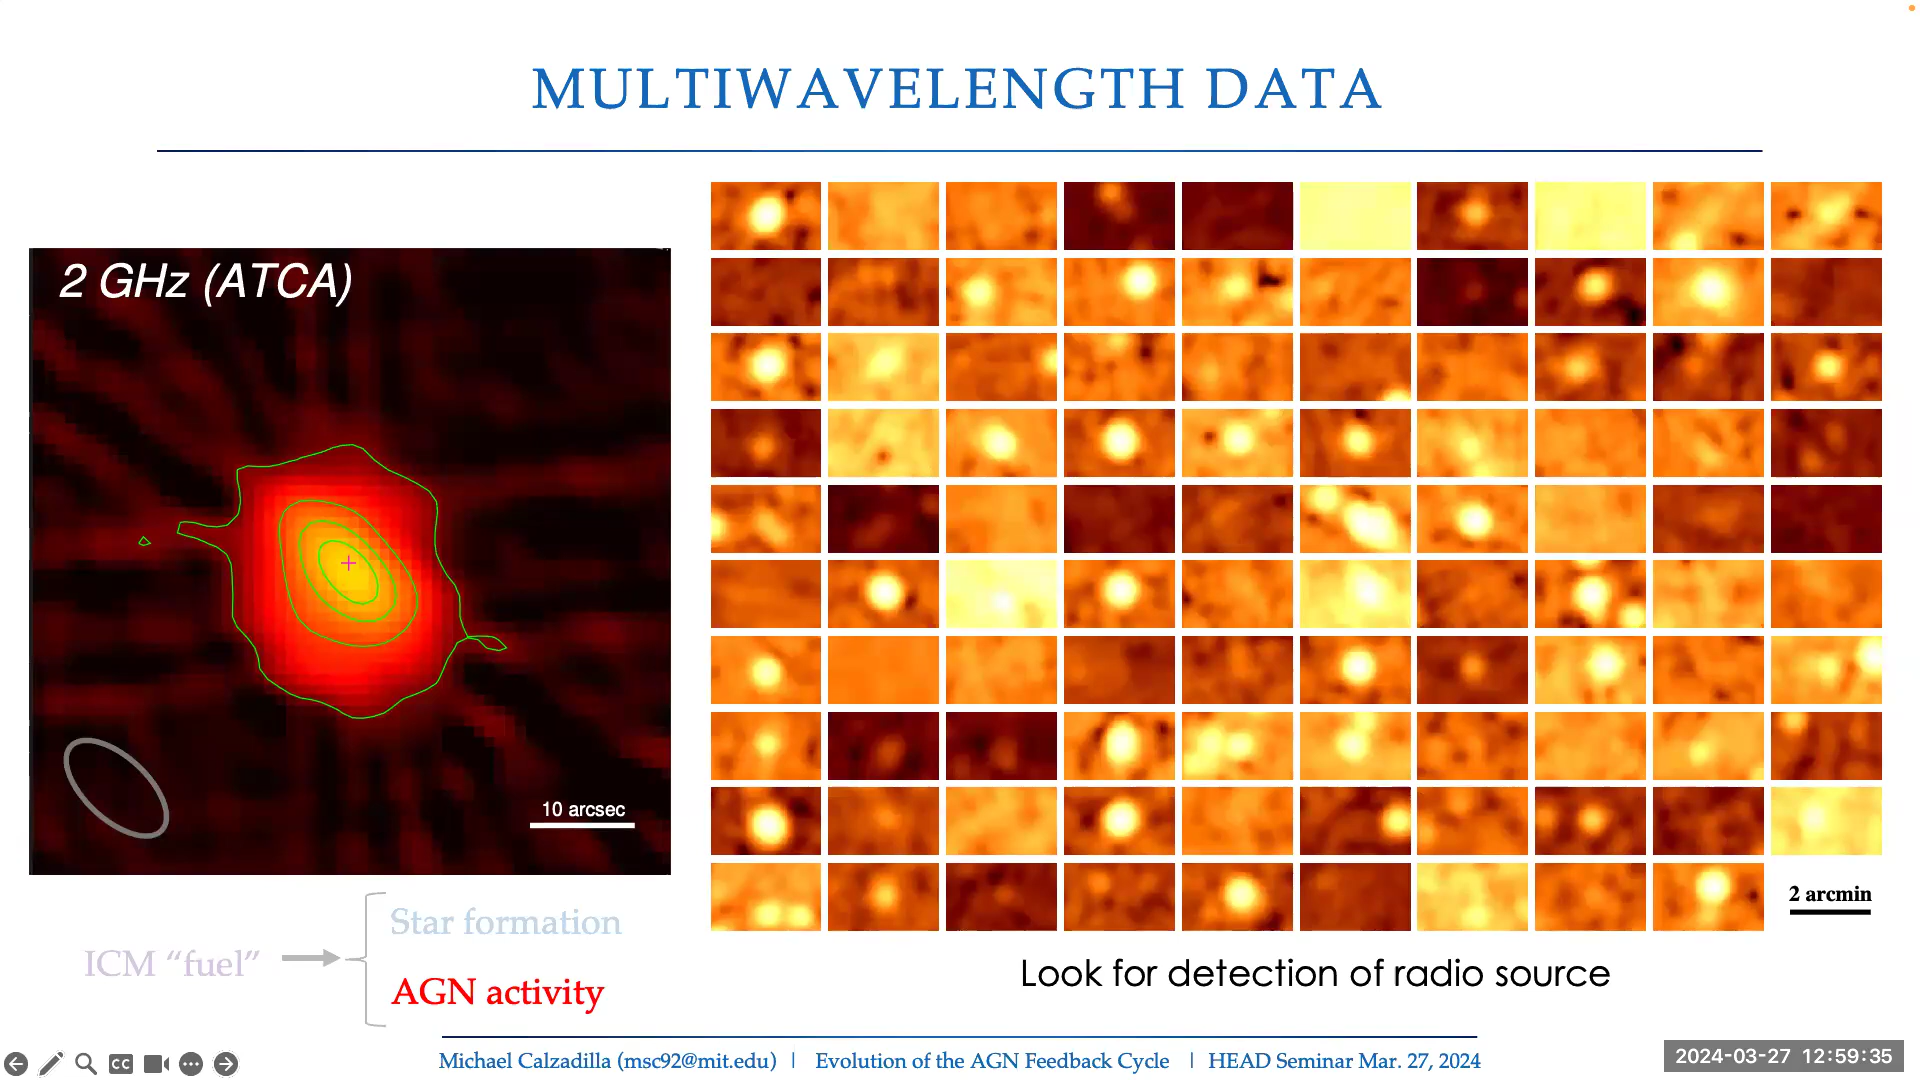 MULTIWAVELENGTH DATA
2 GHz (ATCA)
10 arcsec
2 arcmin
Star formation
ICM “fuel”
AGN activity
Look for detection of radio source
Michael Calzadilla (msc92@mit.edu) | Evolution of the AGN Feedback Cycle | HEAD Seminar Mar. 27, 2024
CC
2024-03-27 12:59:35